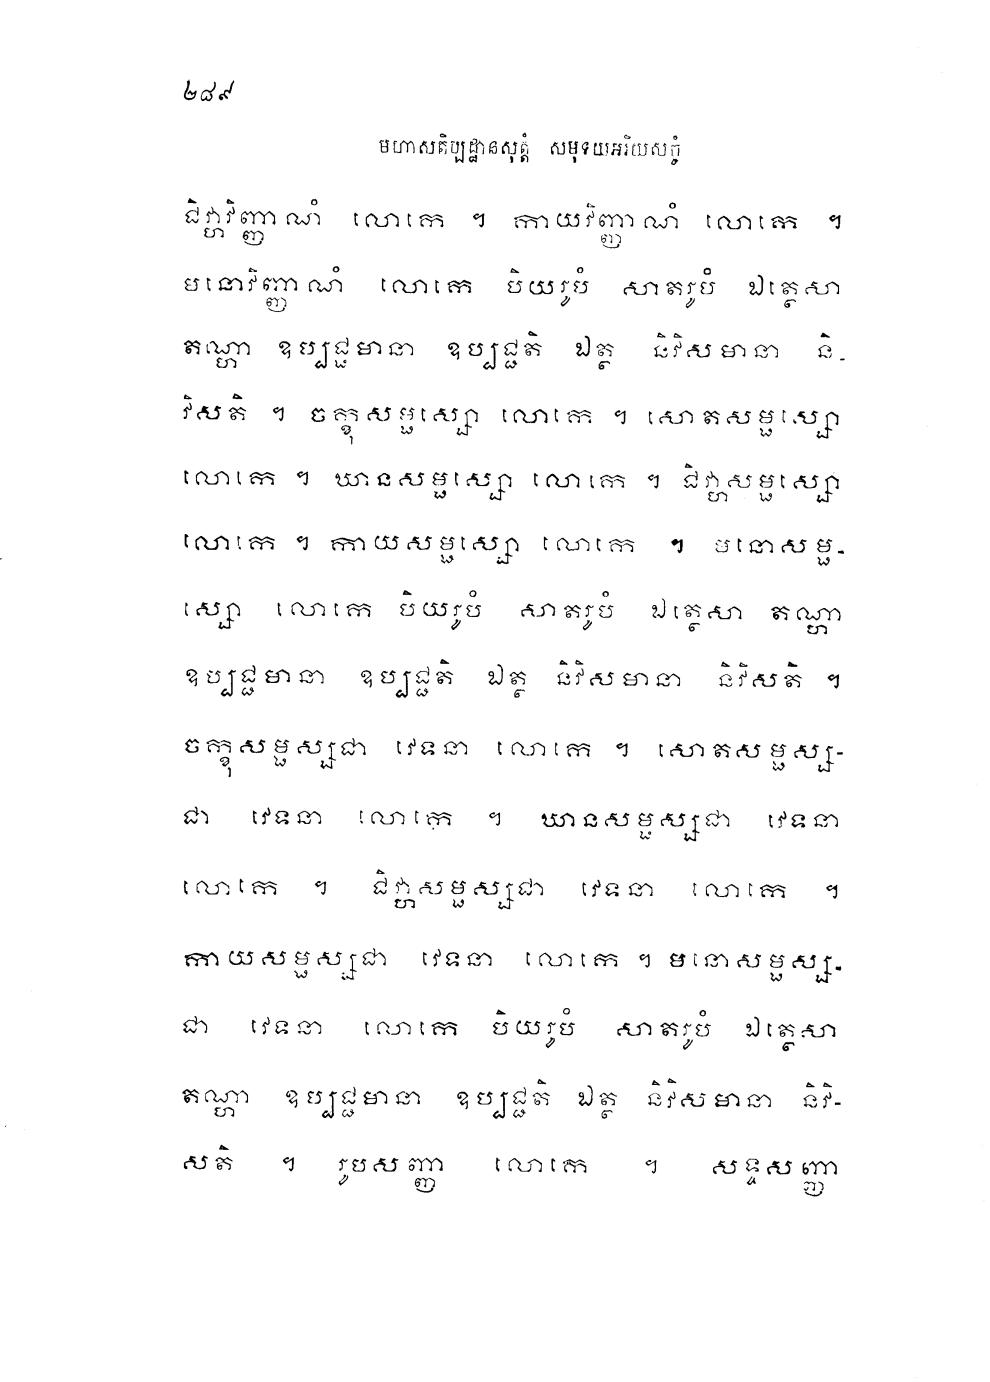 ២៨៩
មហាសតិប្បដ្ឋានសុត្តំ សមុទយអរិយសច្ចំ
ជិវ្ហាវិញ្ញាណំ លោកេ ។ កាយវិញ្ញាណំ លោកេ ។
មនោវិញ្ញាណំ លោកេ បិយរូបំ សាតរូបំ ឯត្ថេសា
តណ្ហា ឧប្បជ្ជមានា ឧប្បជ្ជតិ ឯត្ថ និវិសមានា និ-
វិសតិ ។ ចក្ខុសម្ផស្សោ លោកេ ។ សោតសម្ផស្សោ
លោកេ ។ ឃានសម្ផស្សោ លោកេ ។ ជិវ្ហាសម្ផស្សោ
លោកេ ។ កាយសម្ផស្សោ លោកេ ។ មនោសម្ផ-
ស្សោ លោកេ បិយរូបំ សាតរូបំ ឯត្ថេសា តណ្ហា
ឧប្បជ្ជមានា ឧប្បជ្ជតិ ឯត្ថ និវិសមានា និវិសតិ ។
ចក្ខុសម្ផស្សជា វេទនា លោកេ ។ សោតសម្ផស្ស-
ជា វេទនា លោកេ ។ ឃានសម្ផស្សជា វេទនា
លោកេ ។ ជិវ្ហាសម្ផស្សជា វេទនា លោកេ ។
កាយសម្ផស្សជា វេទនា លោកេ ។ មនោសម្ផស្ស-
ជា វេទនា លោកេ បិយរូបំ សាតរូបំ ឯត្ថេសា
តណ្ហា ឧប្បជ្ជមានា ឧប្បជ្ជតិ ឯត្ថ និវិសមានា និវិ-
សតិ ។ រូបសញ្ញា លោកេ ។ សទ្ទសញ្ញា